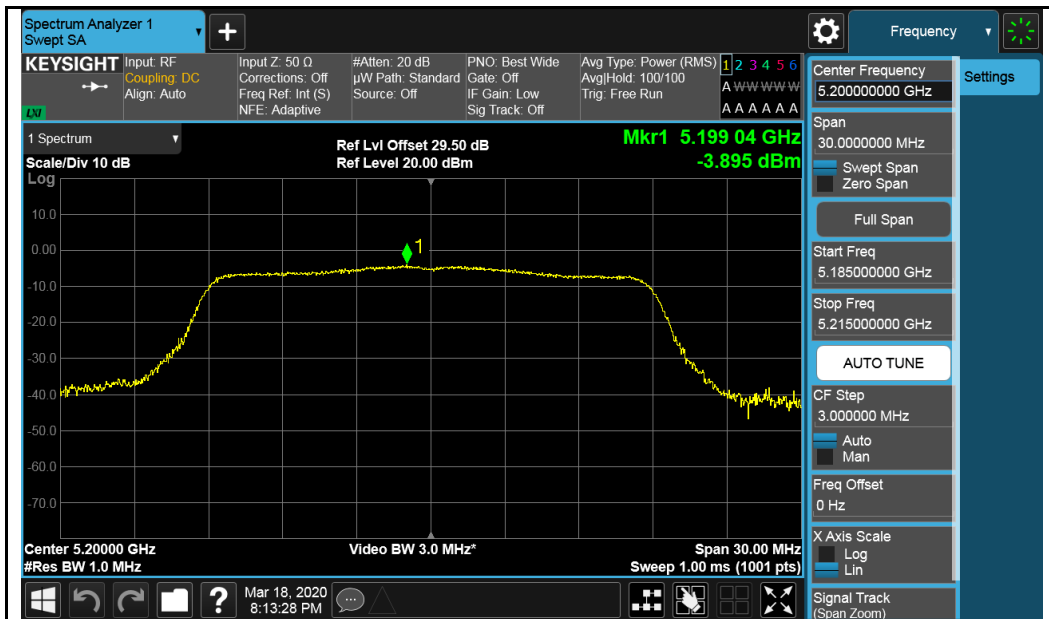 Spectrum Analyzer 1
Swept SA
+
Frequency
KEYSIGHT
LXI
Input: RF
Coupling: DC
Align: Auto
Input Z: 50 Ω
Corrections: Off
Freq Ref: Int (S)
NFE: Adaptive
#Atten: 20 dB
µW Path: Standard
Source: Off
PNO: Best Wide
Gate: Off
IF Gain: Low
Sig Track: Off
Avg Type: Power (RMS)
Avg|Hold: 100/100
Trig: Free Run
1 2 3 4 5 6
A W W W W W
A A A A A A
1 Spectrum
Scale/Div 10 dB
Log
Ref Lvl Offset 29.50 dB
Ref Level 20.00 dBm
Mkr1 5.199 04 GHz
-3.895 dBm
10.0
0.00
-10.0
-20.0
-30.0
-40.0
-50.0
-60.0
-70.0
1
Center 5.20000 GHz
#Res BW 1.0 MHz
Video BW 3.0 MHz*
Span 30.00 MHz
Sweep 1.00 ms (1001 pts)
Center Frequency
5.200000000 GHz
Span
30.0000000 MHz
Swept Span
Zero Span
Full Span
Start Freq
5.185000000 GHz
Stop Freq
5.215000000 GHz
AUTO TUNE
CF Step
3.000000 MHz
Auto
Man
Freq Offset
0 Hz
X Axis Scale
Log
Lin
Signal Track
(Span Zoom)
Settings
?
Mar 18, 2020
8:13:28 PM